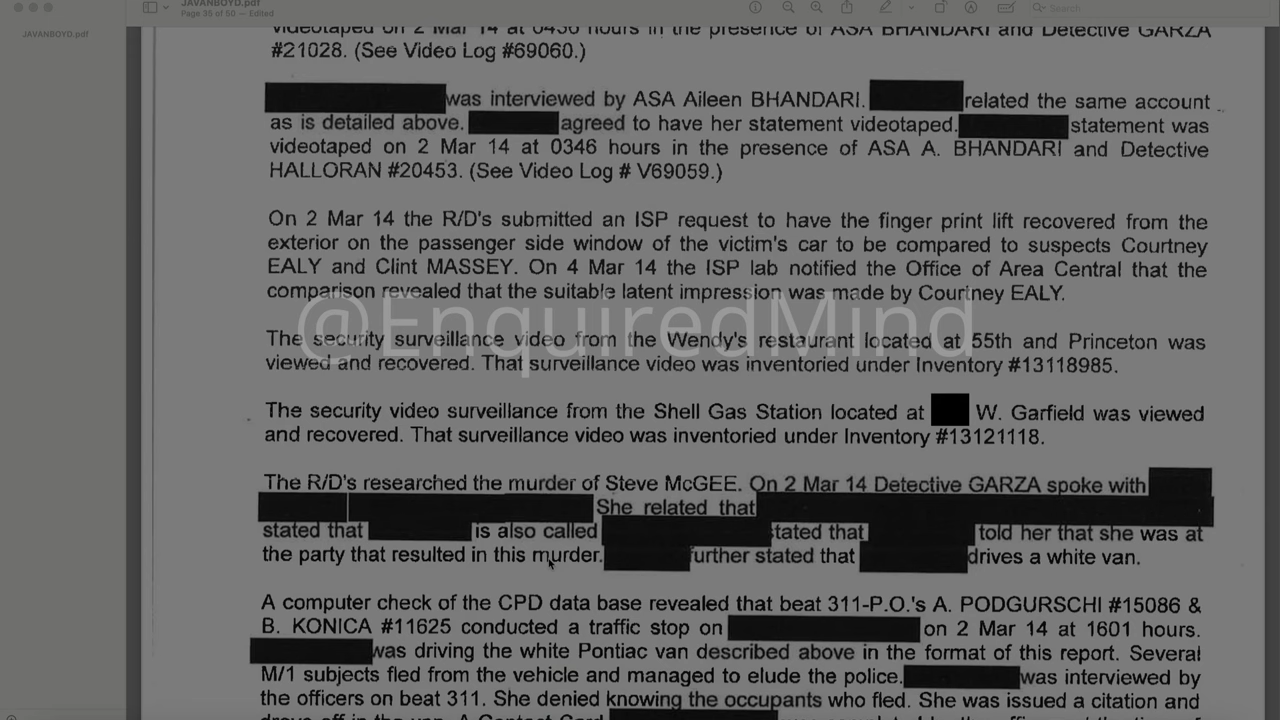 JAVANBOYD.pdf
Page 35 of 50 — Edited
Search
JAVANBOYD.pdf
videotaped on 2 Mar 14 at 0430 hours in the presence of ASA BHANDARI and Detective GARZA
#21028. (See Video Log #69060.)
was interviewed by ASA Aileen BHANDARI. related the same account
as is detailed above. agreed to have her statement videotaped. statement was
videotaped on 2 Mar 14 at 0346 hours in the presence of ASA A. BHANDARI and Detective
HALLORAN #20453. (See Video Log # V69059.)
On 2 Mar 14 the R/D's submitted an ISP request to have the finger print lift recovered from the
exterior on the passenger side window of the victim's car to be compared to suspects Courtney
EALY and Clint MASSEY. On 4 Mar 14 the ISP lab notified the Office of Area Central that the
comparison revealed that the suitable latent impression was made by Courtney EALY.
@EnquiredMind
The security surveillance video from the Wendy's restaurant located at 55th and Princeton was
viewed and recovered. That surveillance video was inventoried under Inventory #13118985.
The security video surveillance from the Shell Gas Station located at W. Garfield was viewed
and recovered. That surveillance video was inventoried under Inventory #13121118.
The R/D's researched the murder of Steve McGEE. On 2 Mar 14 Detective GARZA spoke with
She related that
stated that is also called stated that told her that she was at
the party that resulted in this murder. further stated that drives a white van.
A computer check of the CPD data base revealed that beat 311-P.O.'s A. PODGURSCHI #15086 &
B. KONICA #11625 conducted a traffic stop on on 2 Mar 14 at 1601 hours.
was driving the white Pontiac van described above in the format of this report. Several
M/1 subjects fled from the vehicle and managed to elude the police. was interviewed by
the officers on beat 311. She denied knowing the occupants who fled. She was issued a citation and